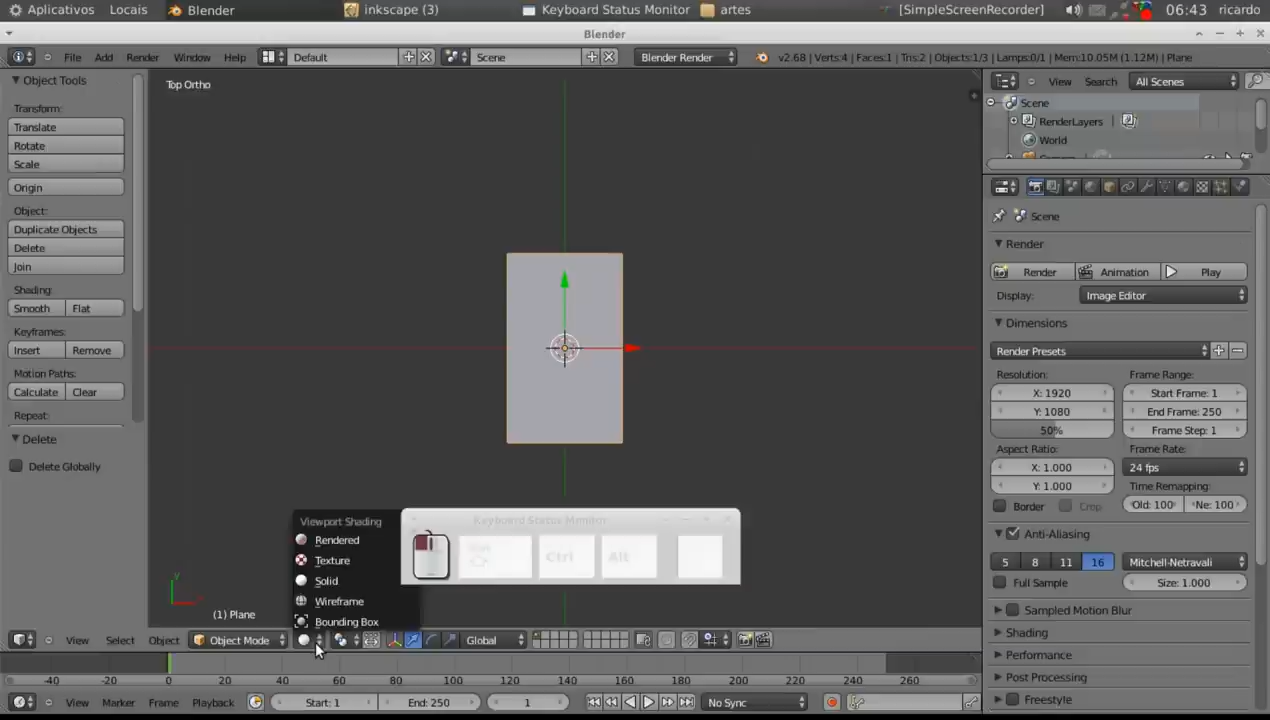 Aplicativos Locais Blender inkscape (3) Keyboard Status Monitor artes [SimpleScreenRecorder] 06:43 ricardo
Blender
File Add Render Window Help Default Scene Blender Render v2.68 | Verts:4 | Faces:1 | Tris:2 | Objects:1/3 | Lamps:0/1 | Mem:10.05M (1.12M) | Plane
Object Tools
Transform:
Translate
Rotate
Scale
Origin
Object:
Duplicate Objects
Delete
Join
Shading:
Smooth Flat
Keyframes:
Insert Remove
Motion Paths:
Calculate Clear
Repeat:
Delete
Delete Globally
Top Ortho
Viewport Shading
Rendered
Texture
Solid
Wireframe
Bounding Box
Keyboard Status Monitor
Ctrl Alt
y
x
(1) Plane
View Select Object Object Mode Global
-40 -20 0 20 40 60 80 100 120 140 160 180 200 220 240 260
View Marker Frame Playback Start: 1 End: 250 1 No Sync
View Search All Scenes
Scene
RenderLayers
World
Scene
Render
Render Animation Play
Display: Image Editor
Dimensions
Render Presets
Resolution: Frame Range:
X: 1920 Start Frame: 1
Y: 1080 End Frame: 250
50% Frame Step: 1
Aspect Ratio: Frame Rate:
X: 1.000 24 fps
Y: 1.000 Time Remapping:
Border Crop Old: 100 Ne: 100
Anti-Aliasing
5 8 11 16 Mitchell-Netravali
Full Sample Size: 1.000
Sampled Motion Blur
Shading
Performance
Post Processing
Freestyle